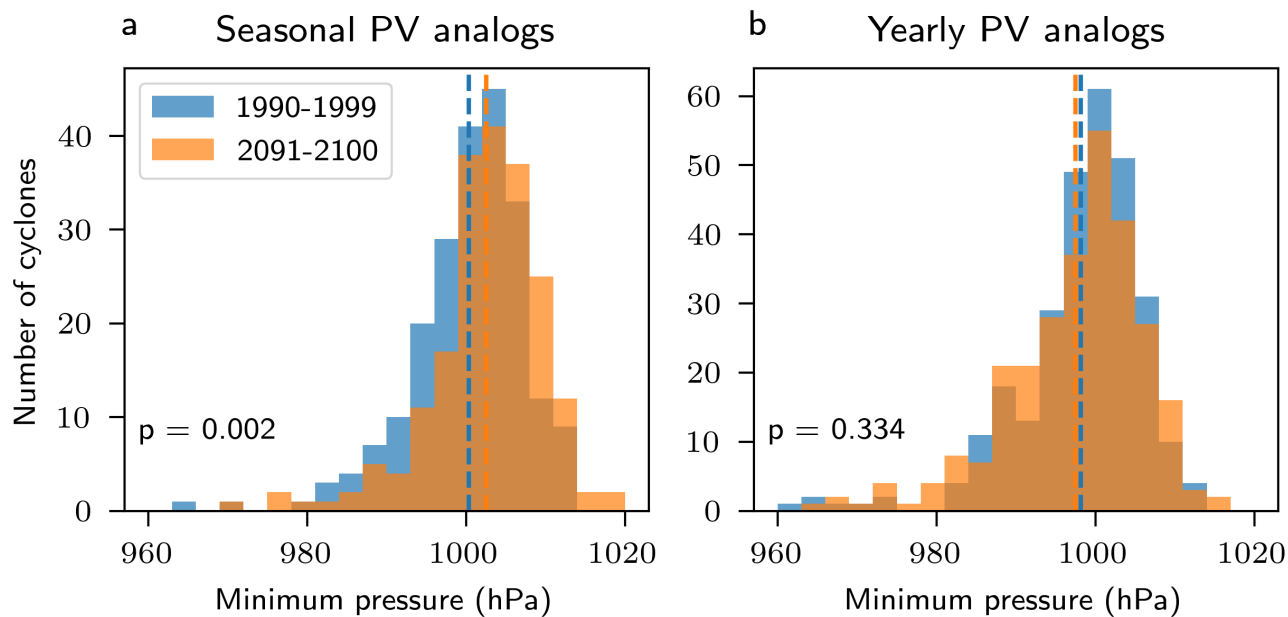 a Seasonal PV analogs
1990-1999
2091-2100
p = 0.002
Number of cyclones
0
10
20
30
40
960 980 1000 1020
Minimum pressure (hPa)
b Yearly PV analogs
p = 0.334
0
10
20
30
40
50
60
960 980 1000 1020
Minimum pressure (hPa)